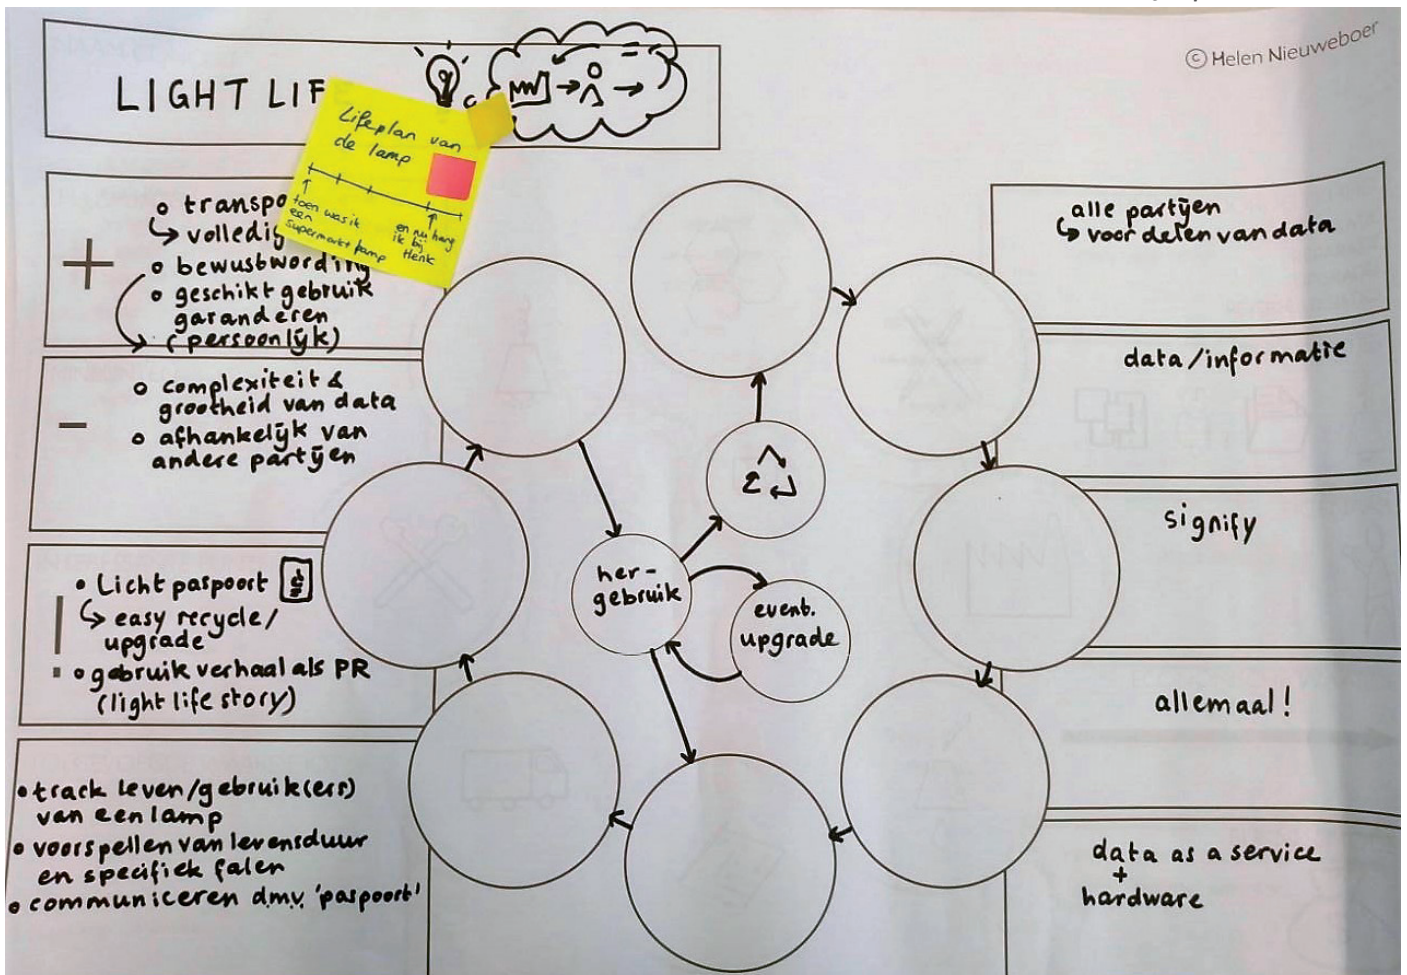 © Helen Nieuweboer
LIGHT LIF
Lifeplan van
de lamp
toen was ik
een
supermarkt lamp
en nu hang
ik bij
Henk
+
transpo
volledig
bewustwording
geschikt gebruik
garanderen
(persoonlijk)
-
complexiteit &
grootheid van data
afhankelijk van
andere partijen
Licht paspoort
easy recycle/
upgrade
gebruik verhaal als PR
(light life story)
track leven/gebruik(ers)
van een lamp
voorspellen van levensduur
en specifiek falen
communiceren d.m.v. 'paspoort'
her-
gebruik
event.
upgrade
alle partijen
voordelen van data
data/informatie
signify
allemaal!
data as a service
+
hardware